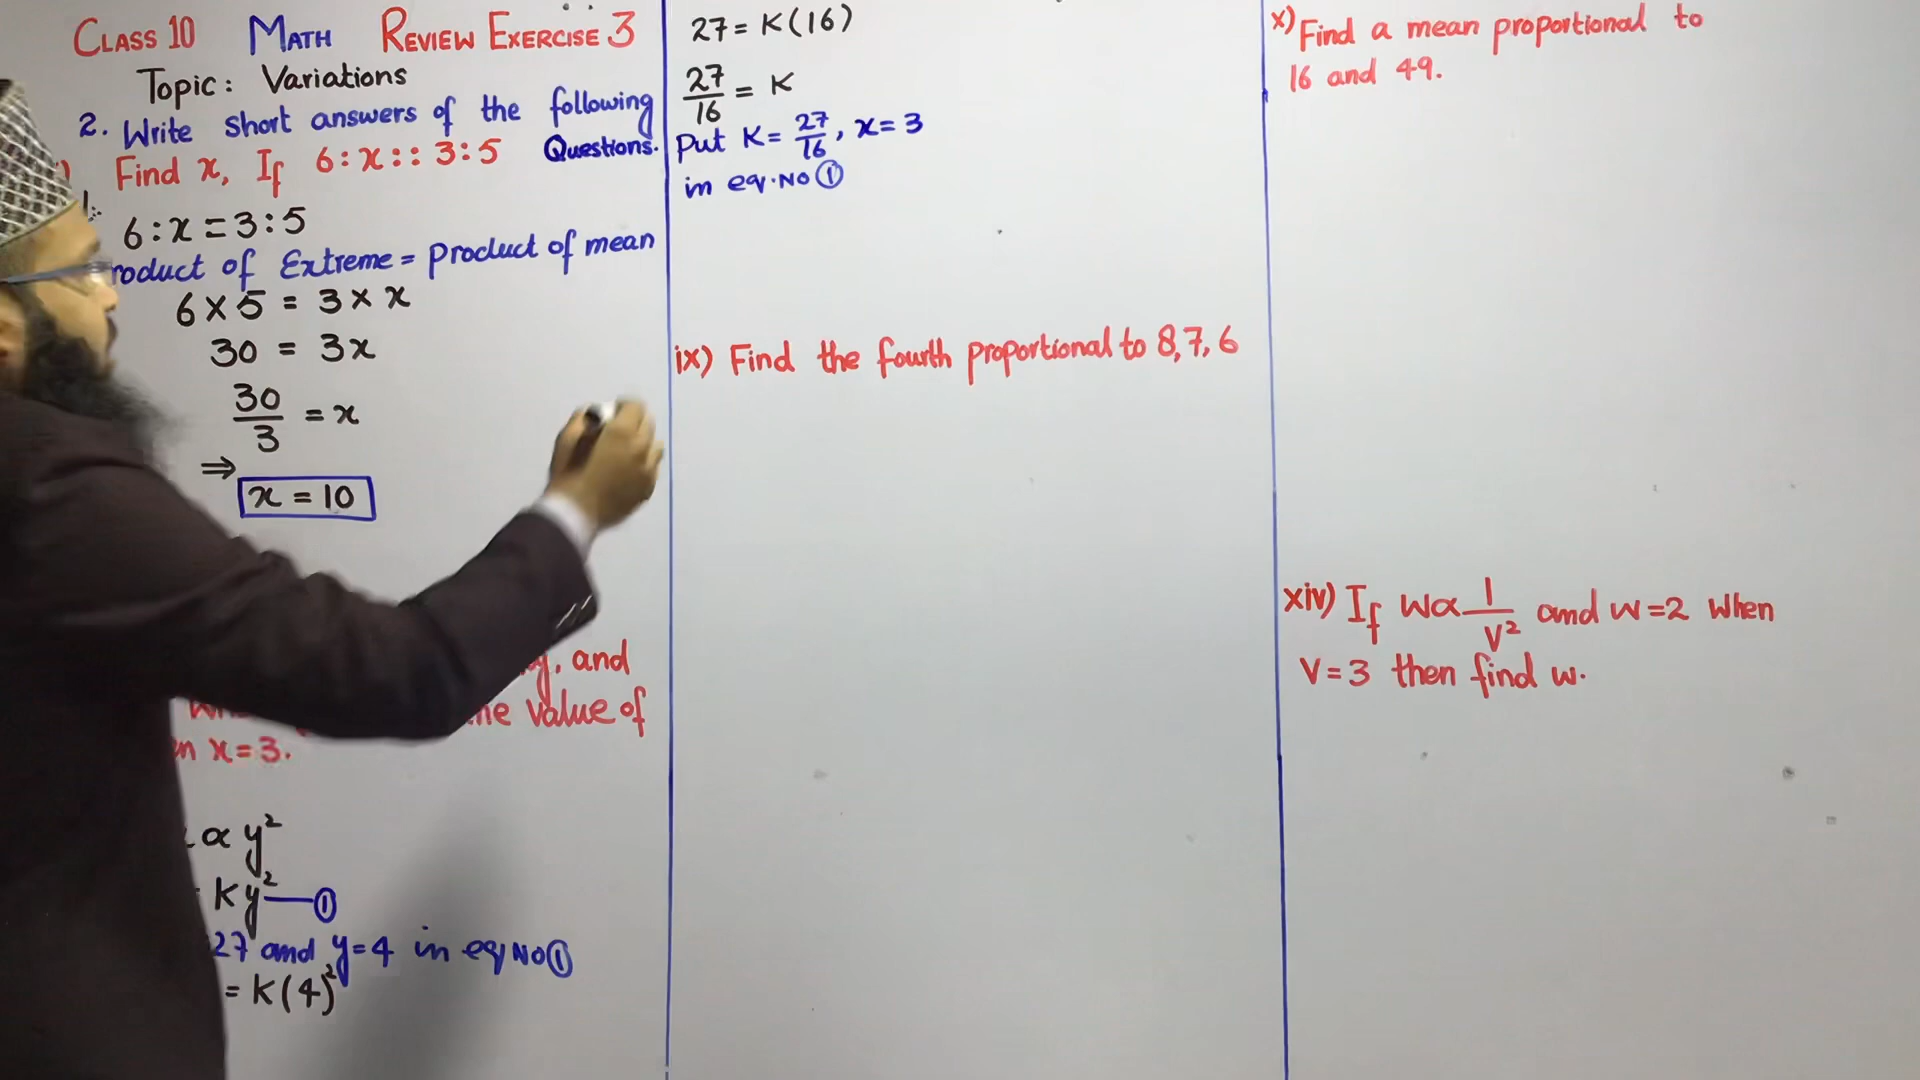 CLASS 10 MATH REVIEW EXERCISE 3
Topic: Variations
2. Write short answers of the following Questions.
Find x, If 6:x::3:5
6:x=3:5
roduct of Extreme = product of mean
6×5 = 3×x
30 = 3x
30/3 = x
⇒
x = 10
and
the value of
x=3.
∝ y²
Ky² — ①
27 and y=4 in eq No ①
= K(4)²
27 = K(16)
27/16 = K
Put K= 27/16, x=3
in eq. No ①
ix) Find the fourth proportional to 8,7,6
x) Find a mean proportional to
16 and 49.
xiv) If W∝ 1/V² and w=2 when
V=3 then find w.